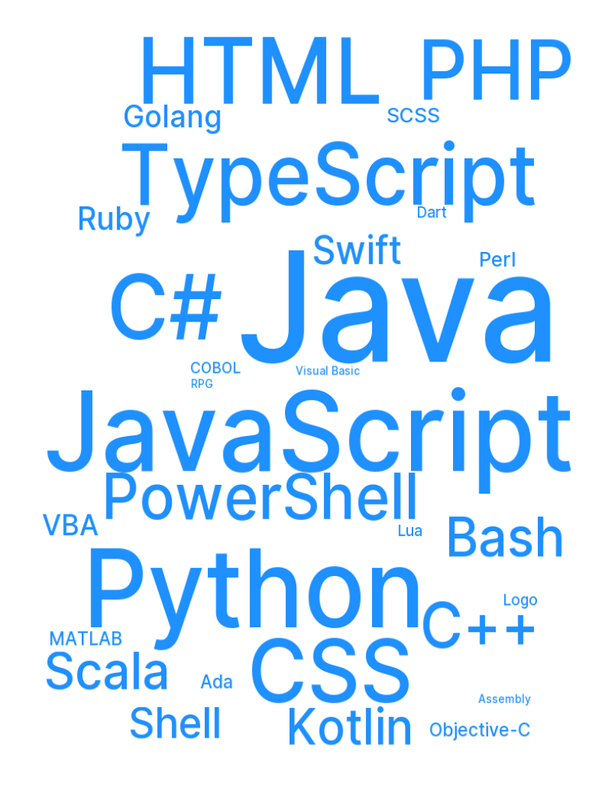 HTML PHP
Golang SCSS
TypeScript
Ruby Dart
Swift Perl
C# Java
COBOL Visual Basic
RPG
JavaScript
PowerShell
VBA Lua Bash
Python
Logo
C++
MATLAB
Scala Ada CSS
Assembly
Shell Kotlin Objective-C